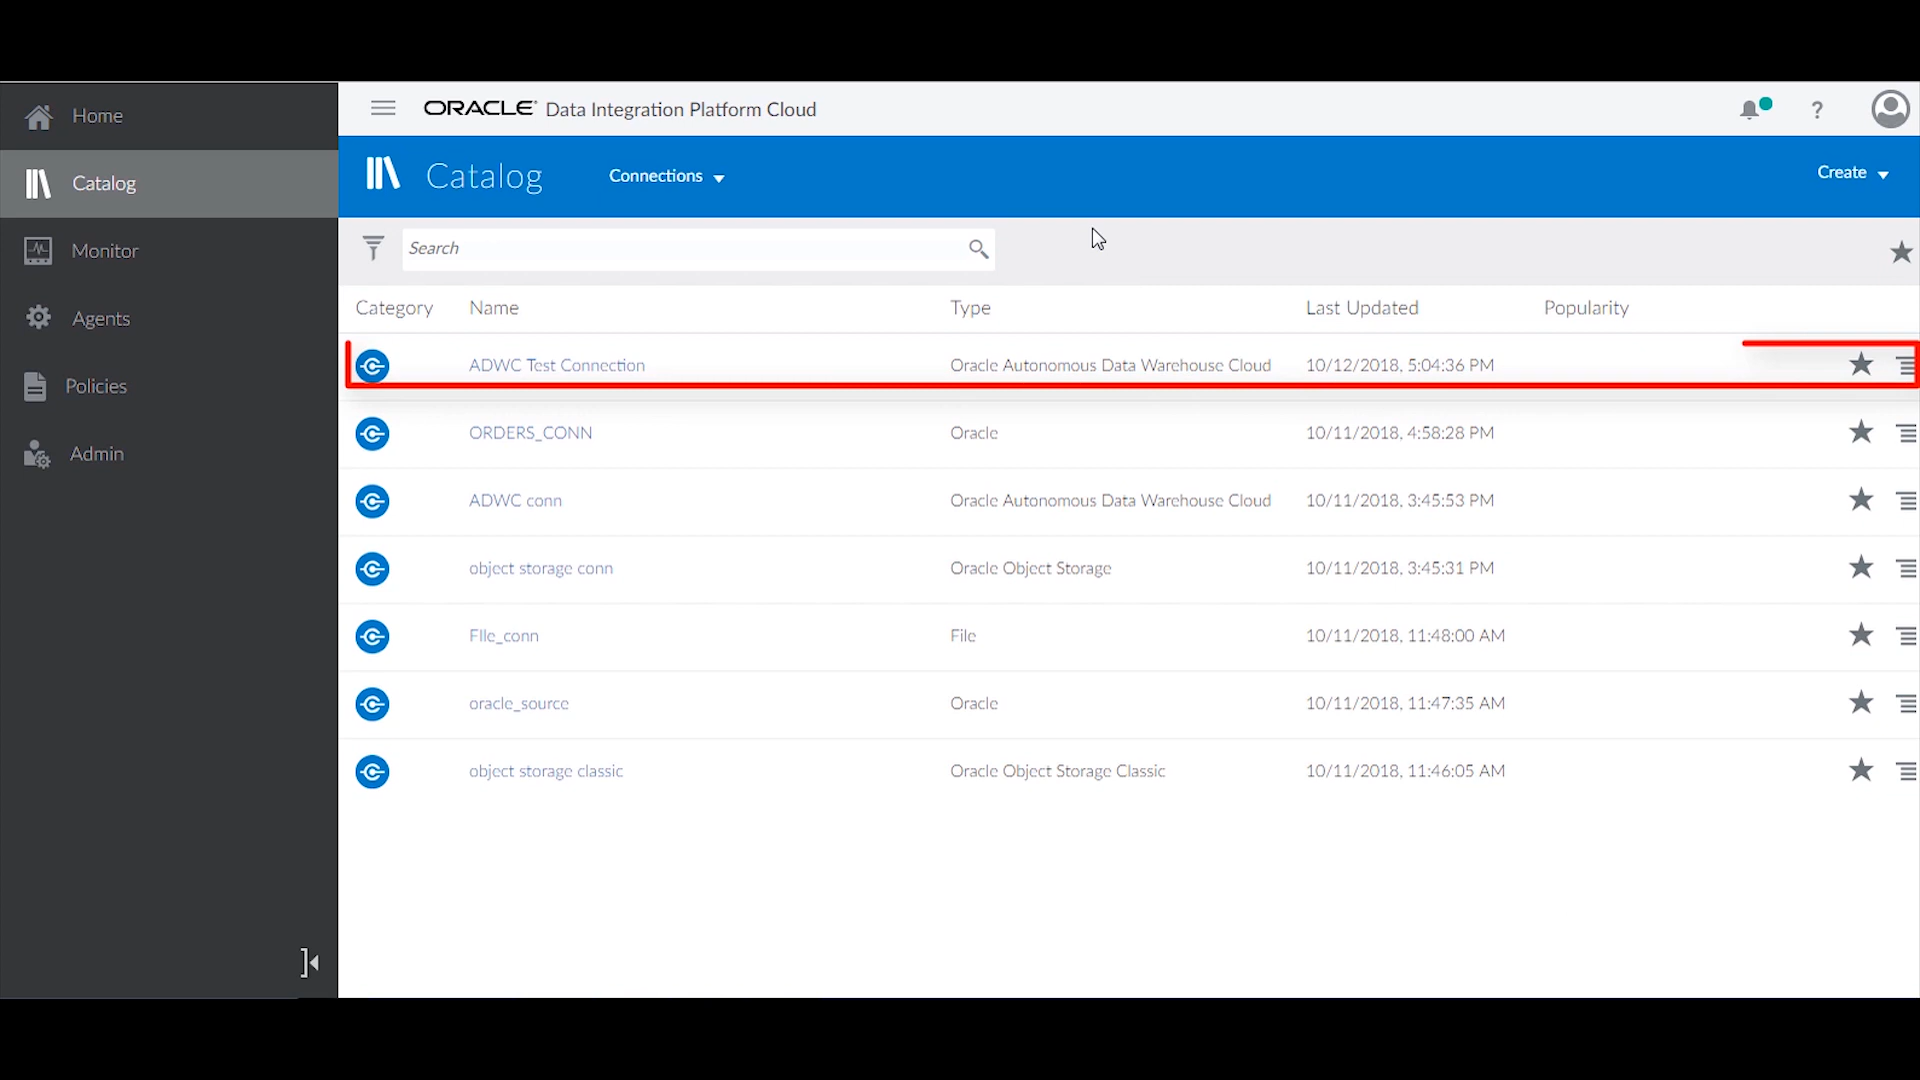 Home
Catalog
Monitor
Agents
Policies
Admin
ORACLE® Data Integration Platform Cloud
?
Catalog Connections Create
Search
Category Name Type Last Updated Popularity
ADWC Test Connection Oracle Autonomous Data Warehouse Cloud 10/12/2018, 5:04:36 PM
ORDERS_CONN Oracle 10/11/2018, 4:58:28 PM
ADWC conn Oracle Autonomous Data Warehouse Cloud 10/11/2018, 3:45:53 PM
object storage conn Oracle Object Storage 10/11/2018, 3:45:31 PM
FIle_conn File 10/11/2018, 11:48:00 AM
oracle_source Oracle 10/11/2018, 11:47:35 AM
object storage classic Oracle Object Storage Classic 10/11/2018, 11:46:05 AM